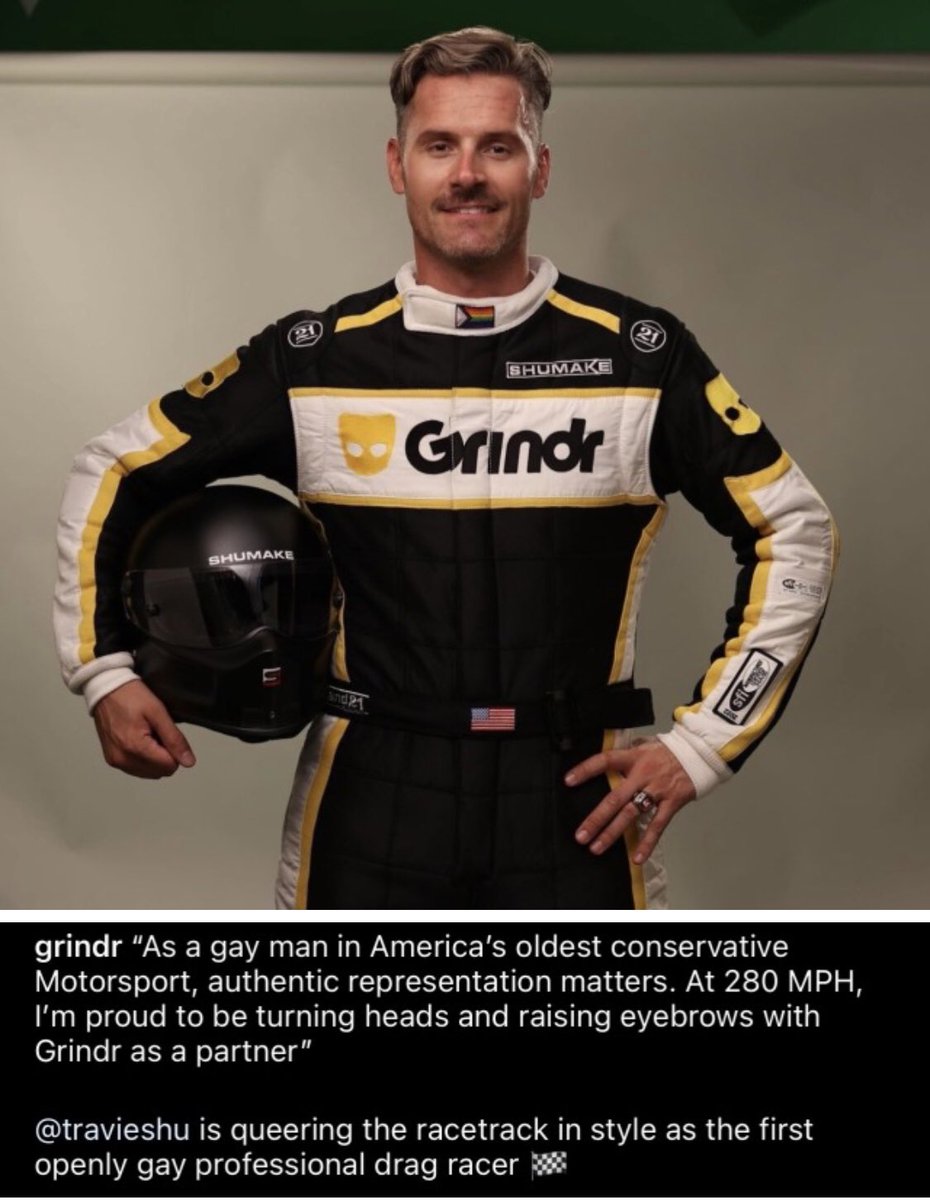 21
21
SHUMAKE
Grindr
SHUMAKE
and21
sfi
grindr “As a gay man in America’s oldest conservative
Motorsport, authentic representation matters. At 280 MPH,
I’m proud to be turning heads and raising eyebrows with
Grindr as a partner”
@travieshu is queering the racetrack in style as the first
openly gay professional drag racer